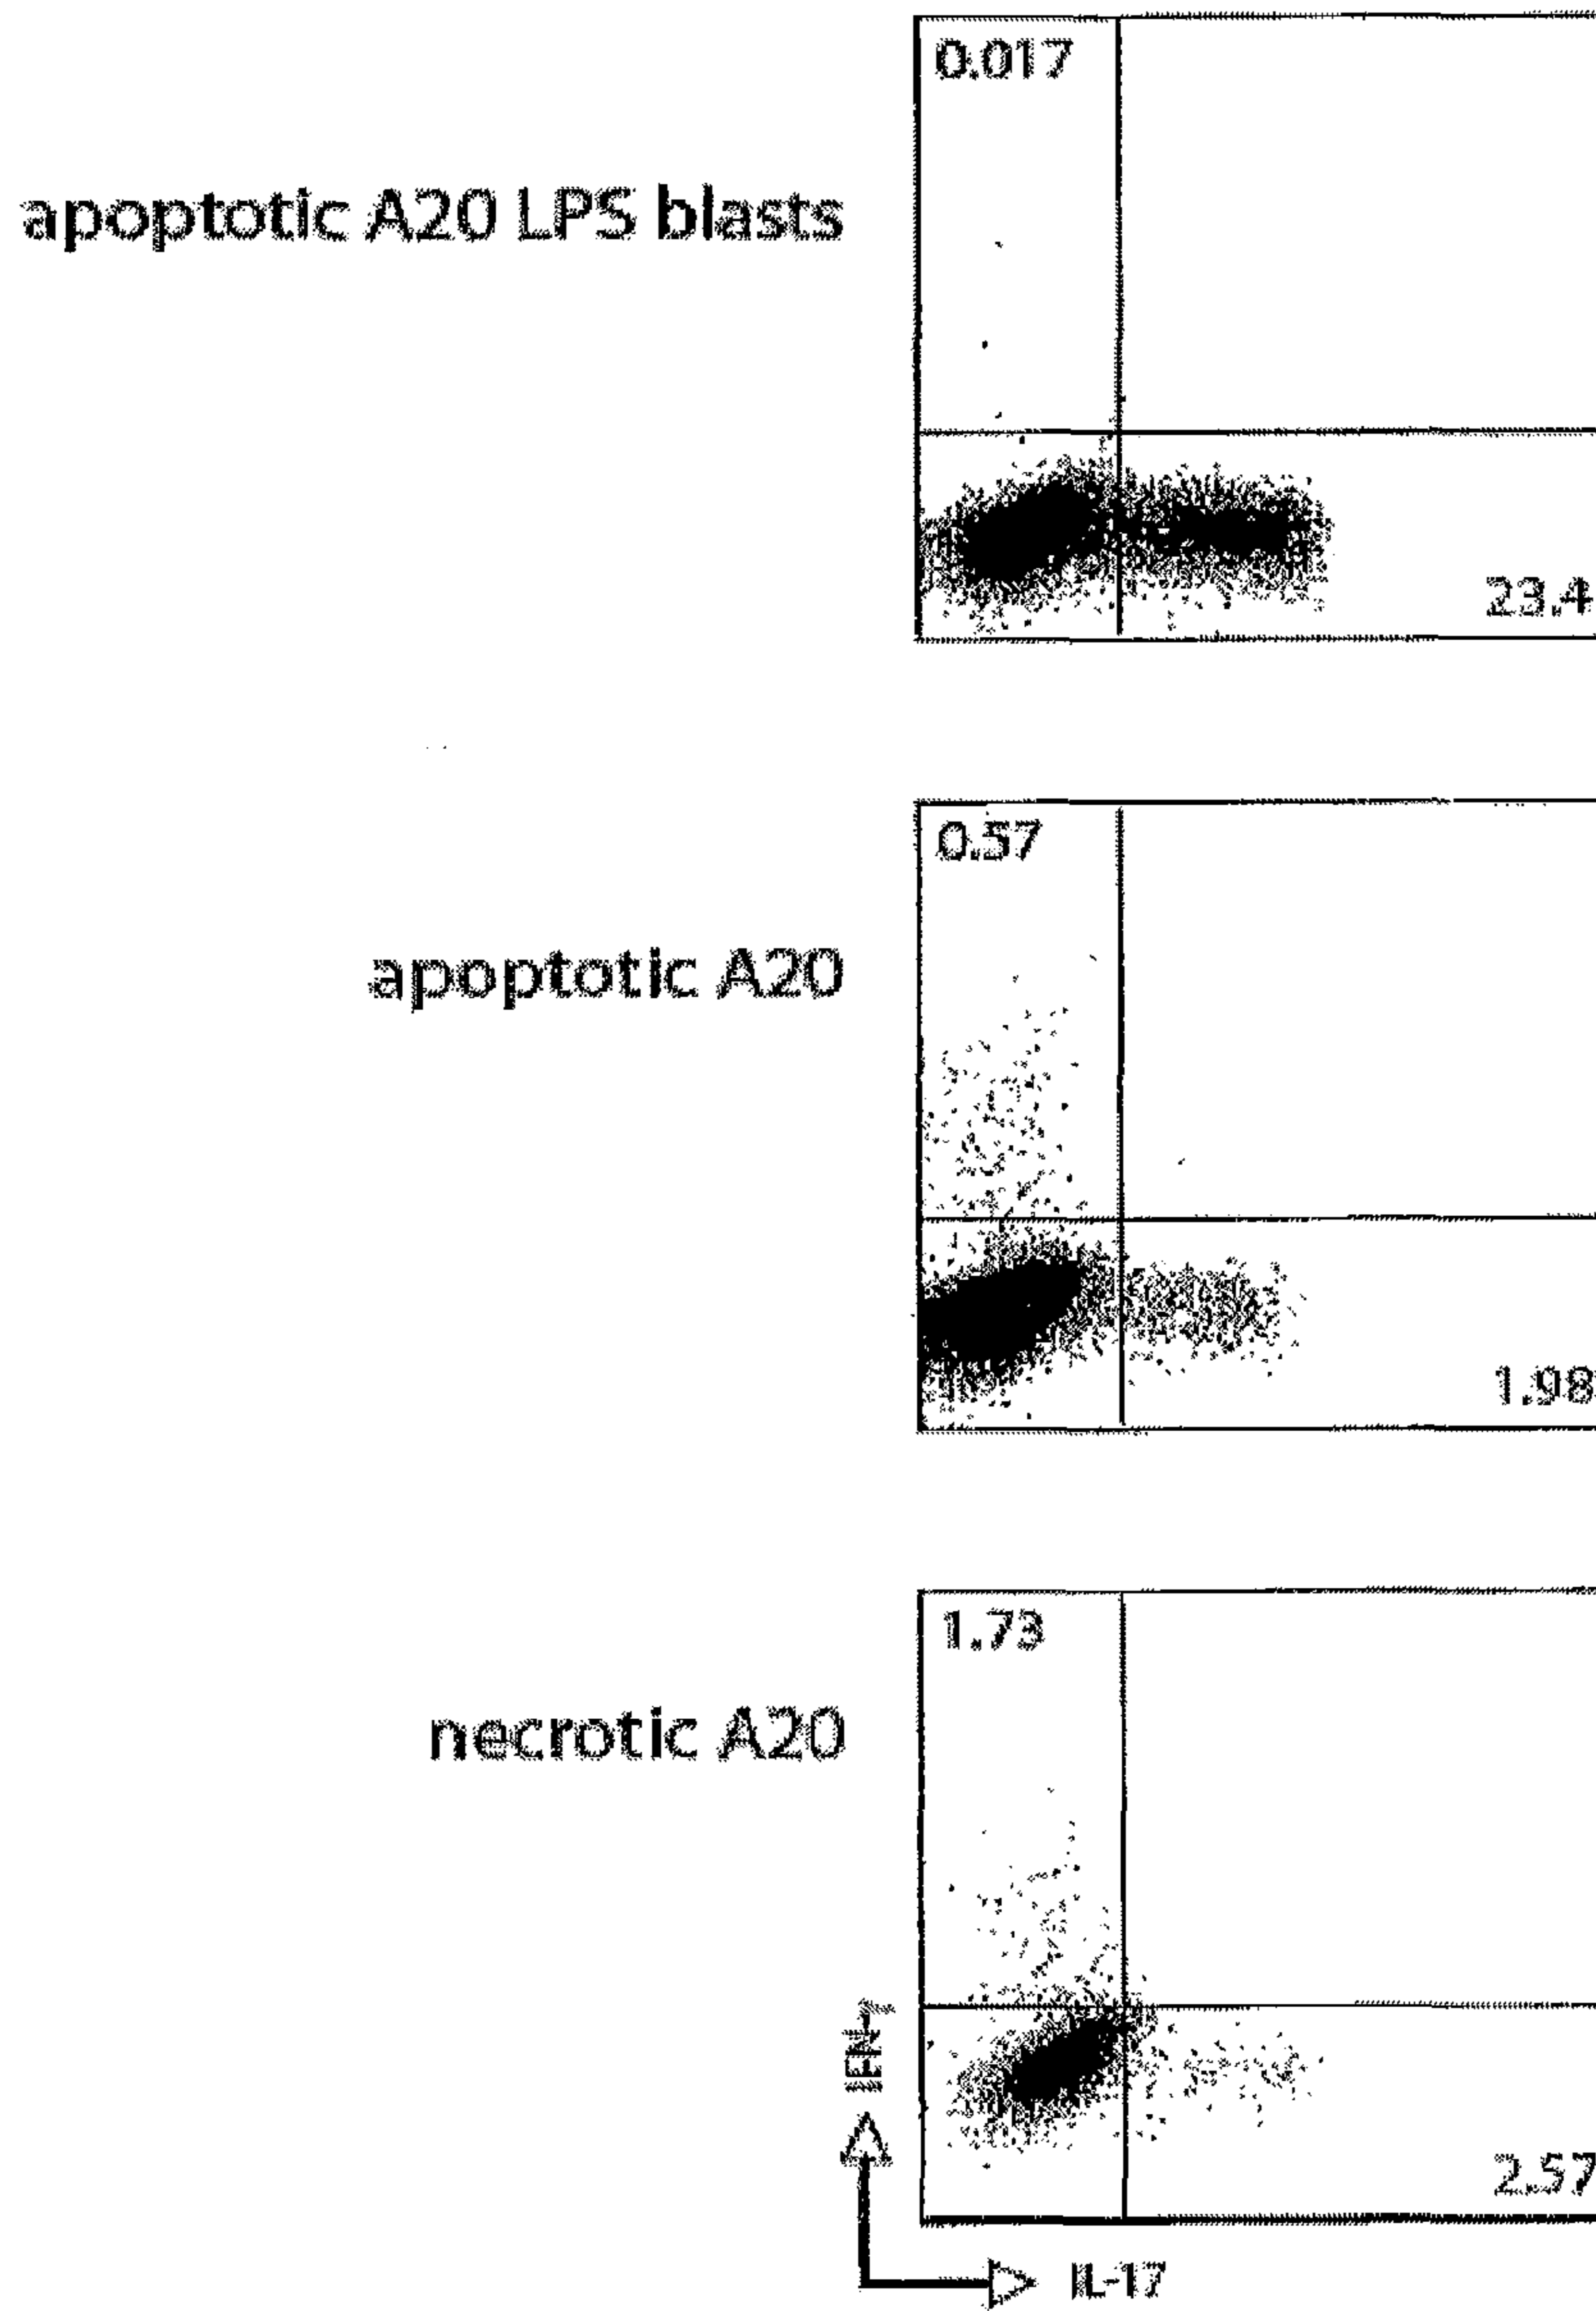 0.017
apoptotic A20 LPS blasts
23.4
0.57
apoptotic A20
1.98
1.73
necrotic A20
IFN-γ
2.57
IL-17